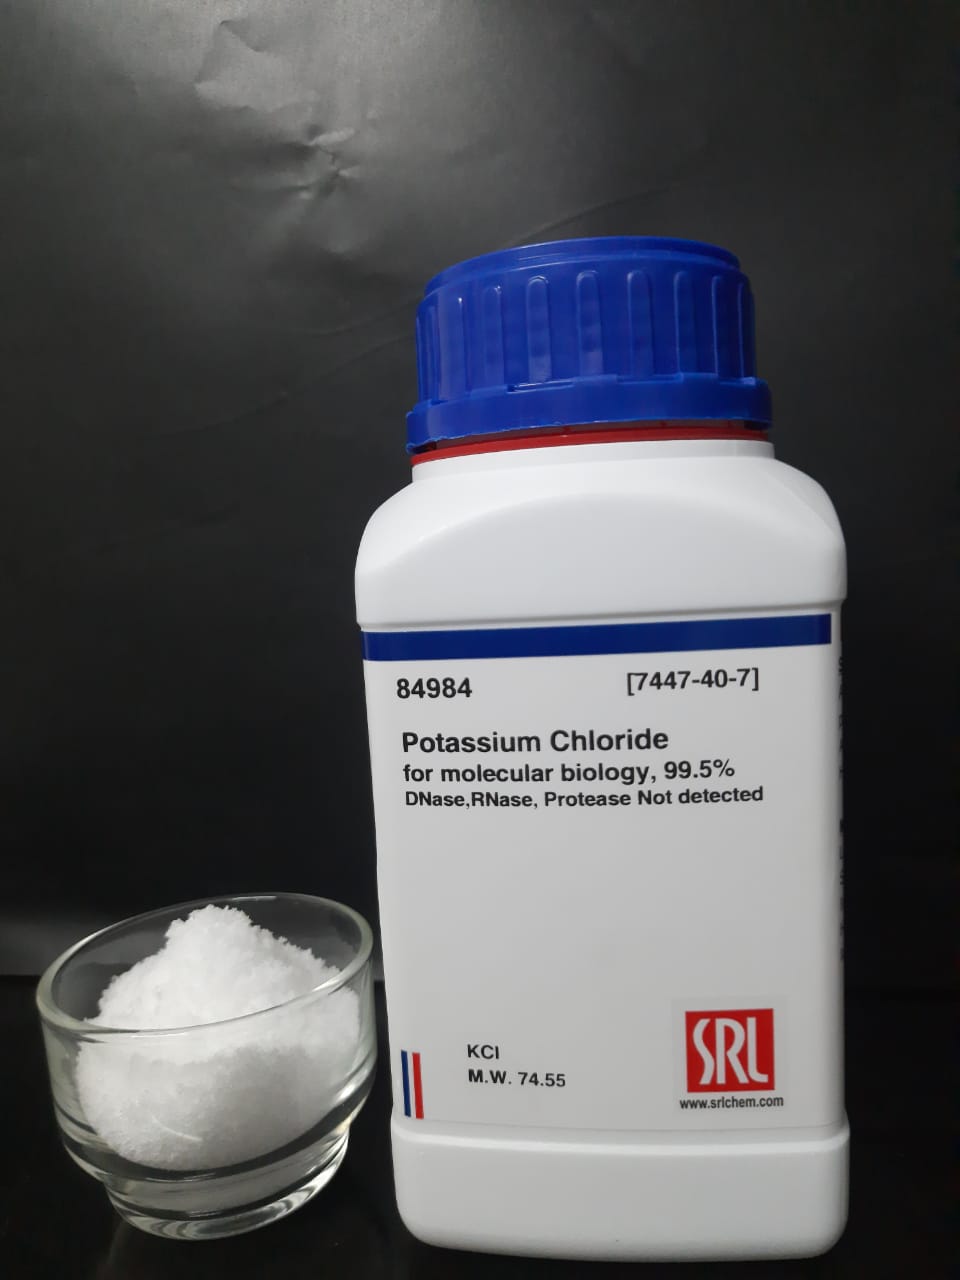 84984 [7447-40-7]
Potassium Chloride
for molecular biology, 99.5%
DNase,RNase, Protease Not detected
KCl
M.W. 74.55
SRL
www.srlchem.com